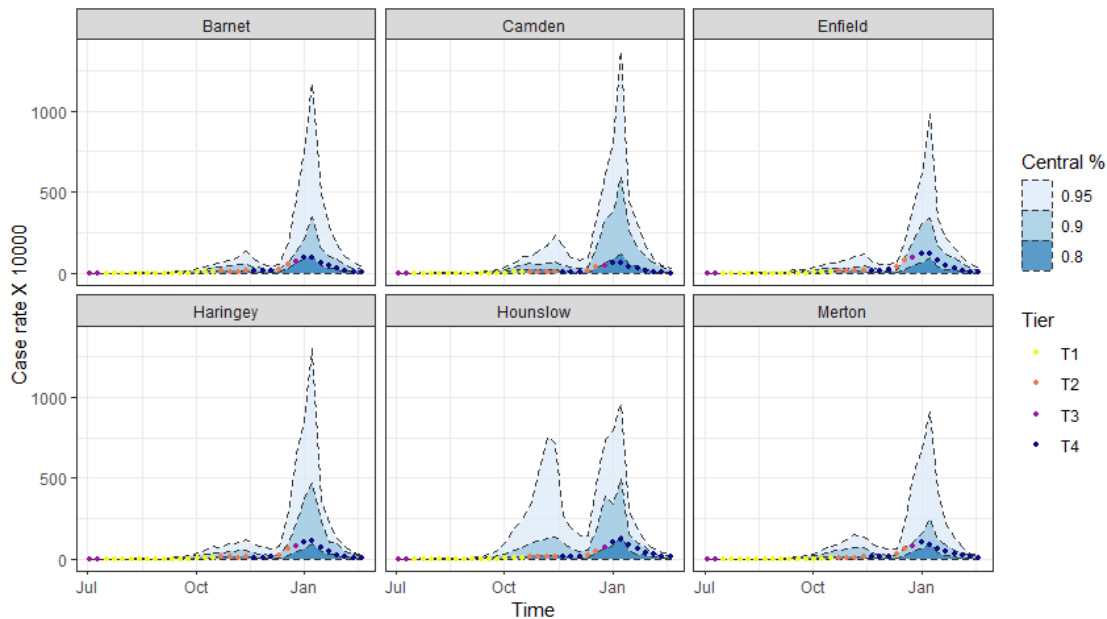 Barnet
Camden
Enfield
1000
500
0
Haringey
Hounslow
Merton
1000
500
0
Jul
Oct
Jan
Jul
Oct
Jan
Jul
Oct
Jan
Time
Case rate X 10000
Central %
0.95
0.9
0.8
Tier
T1
T2
T3
T4